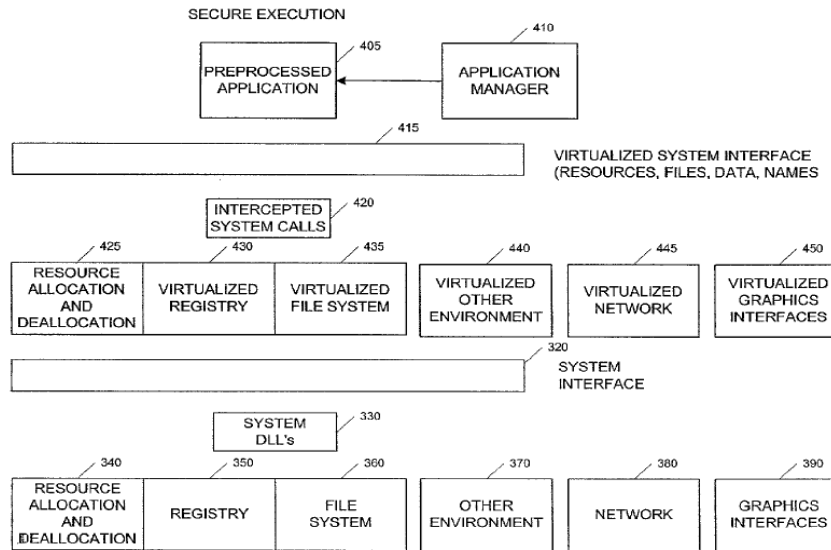 SECURE EXECUTION
405
410
PREPROCESSED
APPLICATION
APPLICATION
MANAGER
415
VIRTUALIZED SYSTEM INTERFACE
(RESOURCES, FILES, DATA, NAMES
420
INTERCEPTED
SYSTEM CALLS
425
430
435
440
445
450
RESOURCE
ALLOCATION
AND
DEALLOCATION
VIRTUALIZED
REGISTRY
VIRTUALIZED
FILE SYSTEM
VIRTUALIZED
OTHER
ENVIRONMENT
VIRTUALIZED
NETWORK
VIRTUALIZED
GRAPHICS
INTERFACES
320
SYSTEM
INTERFACE
330
SYSTEM
DLL's
340
350
360
370
380
390
RESOURCE
ALLOCATION
AND
DEALLOCATION
REGISTRY
FILE
SYSTEM
OTHER
ENVIRONMENT
NETWORK
GRAPHICS
INTERFACES